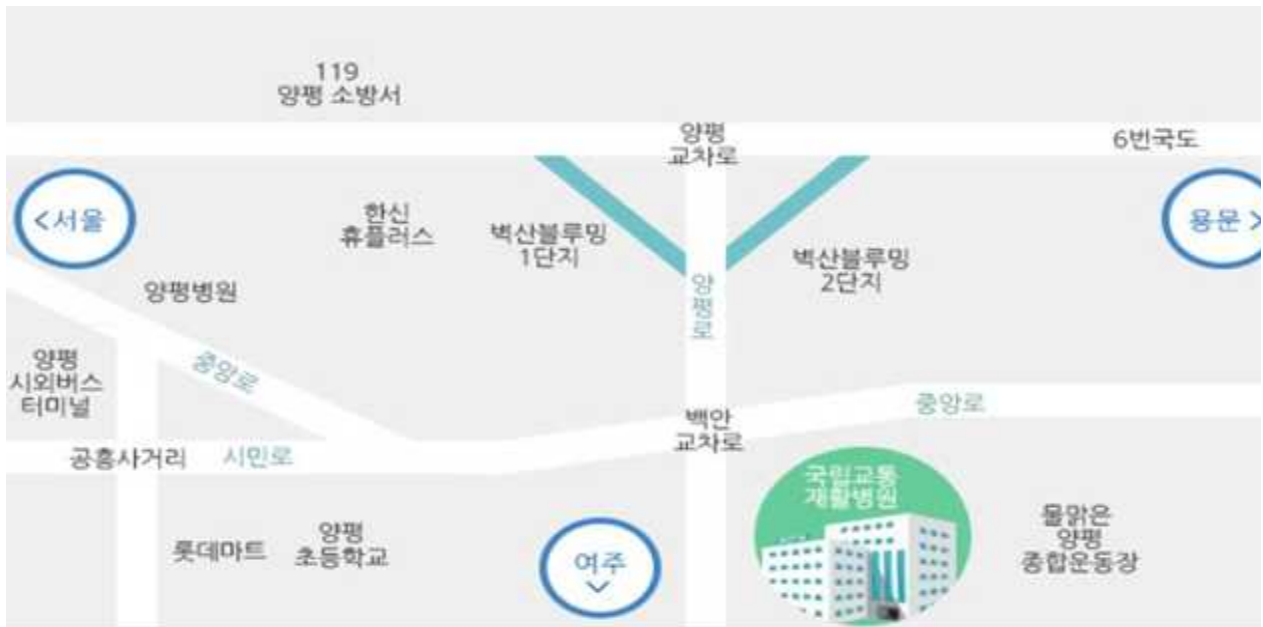 119
양평 소방서
양평
교차로
6번국도
<서울
한신
휴플러스
벽산블루밍
1단지
벽산블루밍
2단지
용문 >
양평병원
양평로
양평
시외버스
터미널
중앙로
백안
교차로
중앙로
공흥사거리
시민로
국립교통
재활병원
롯데마트
양평
초등학교
여주
물맑은
양평
종합운동장